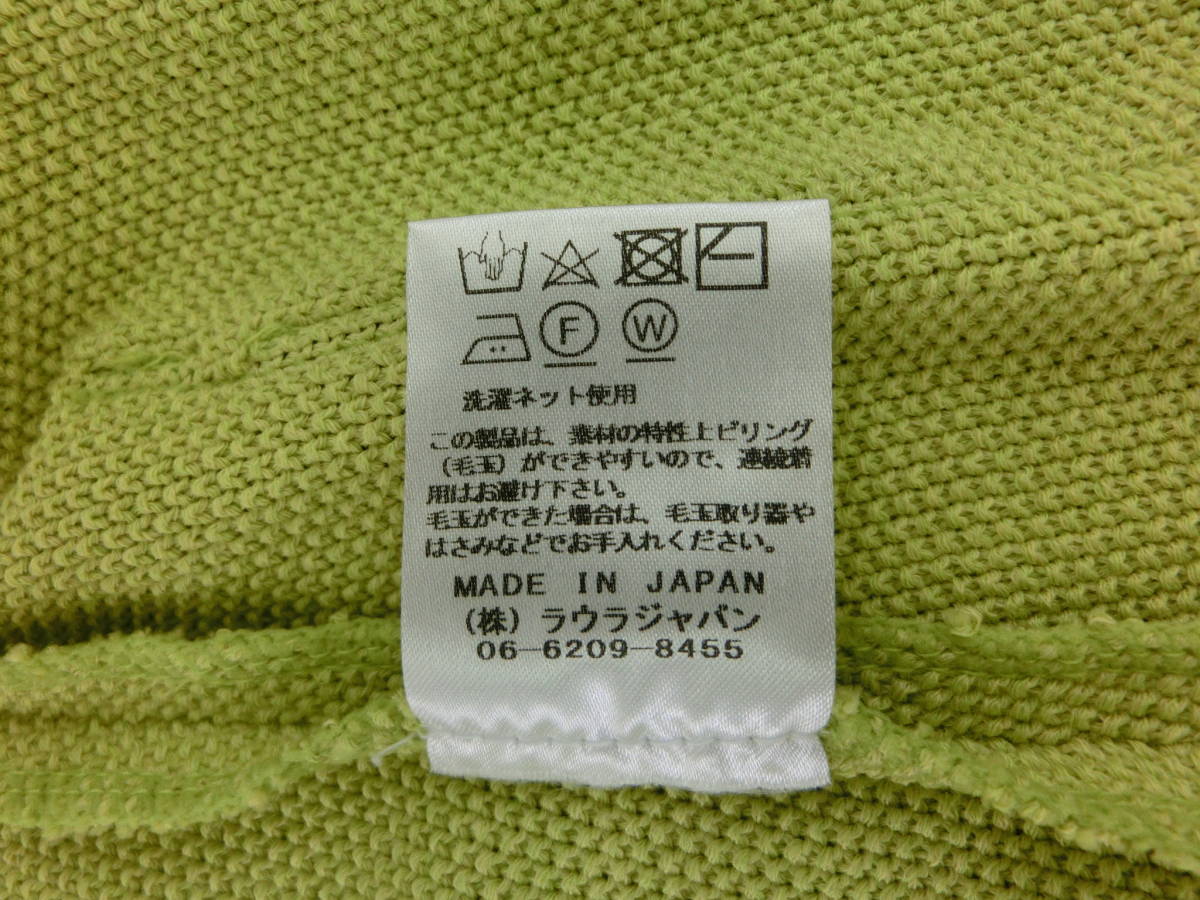 F W
洗濯ネット使用
この製品は、素材の特性上ピリング
（毛玉）ができやすいので、連続着
用はお避け下さい。
毛玉ができた場合は、毛玉取り器や
はさみなどでお手入れください。
MADE IN JAPAN
（株）ラウラジャパン
06-6209-8455